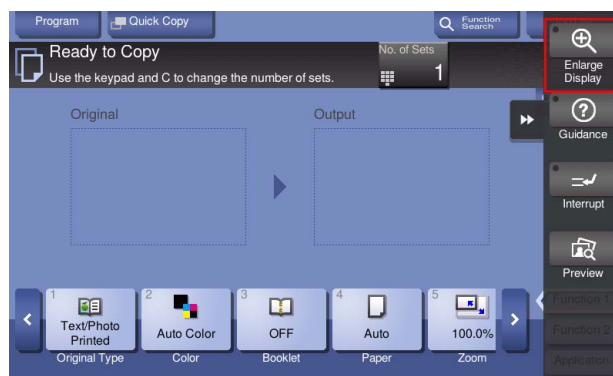 Program
Quick Copy
Function
Search
Ready to Copy
No. of Sets
Use the keypad and C to change the number of sets.
1
Original
Output
1
Text/Photo
Printed
Original Type
2
Auto Color
Color
3
OFF
Booklet
4
Auto
Paper
5
100.0%
Zoom
Enlarge
Display
Guidance
Interrupt
Preview
Function 1
Function 2
Application